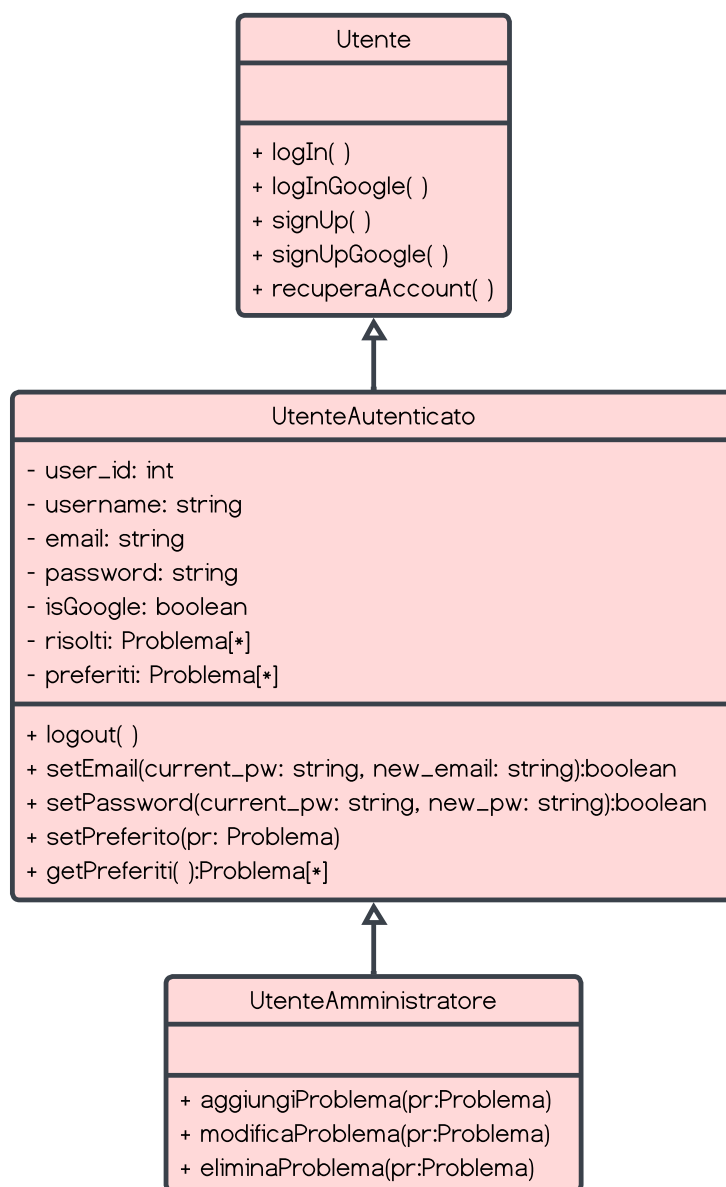 Utente
+ logIn( )
+ logInGoogle( )
+ signUp( )
+ signUpGoogle( )
+ recuperaAccount( )
UtenteAutenticato
- user_id: int
- username: string
- email: string
- password: string
- isGoogle: boolean
- risolti: Problema[*]
- preferiti: Problema[*]
+ logout( )
+ setEmail(current_pw: string, new_email: string):boolean
+ setPassword(current_pw: string, new_pw: string):boolean
+ setPreferito(pr: Problema)
+ getPreferiti( ):Problema[*]
UtenteAmministratore
+ aggiungiProblema(pr:Problema)
+ modificaProblema(pr:Problema)
+ eliminaProblema(pr:Problema)